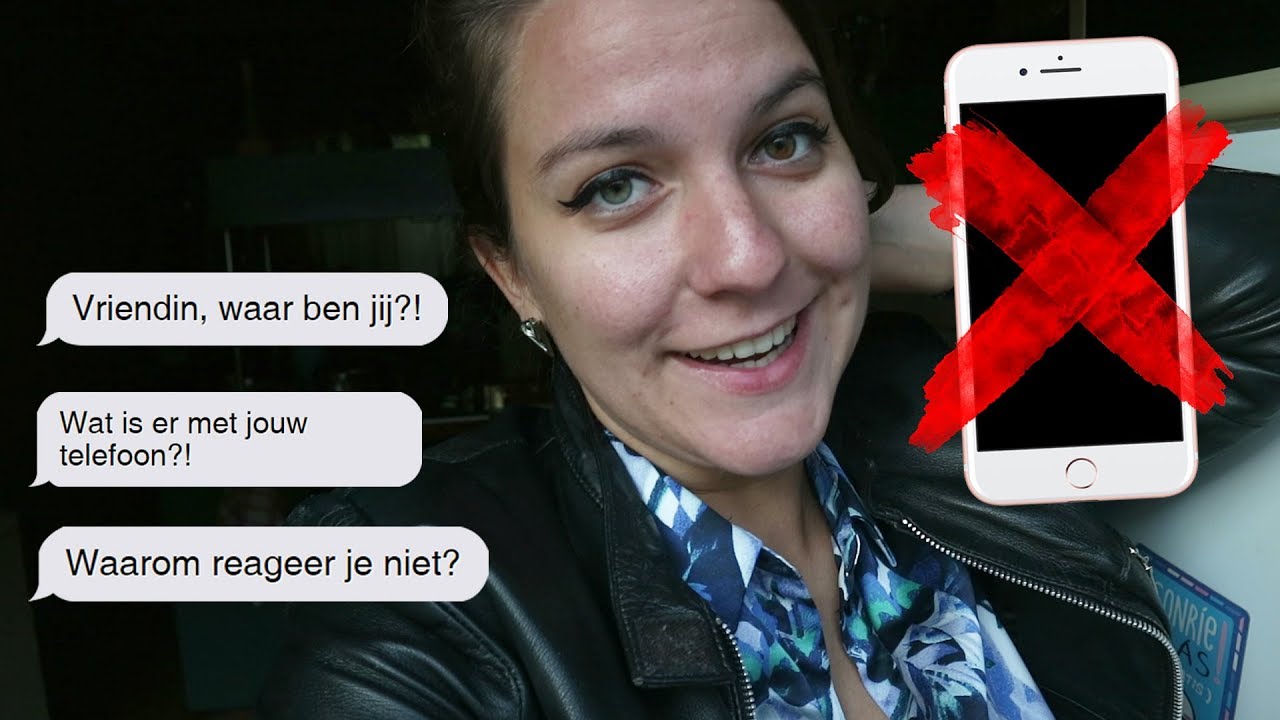 Vriendin, waar ben jij?!
Wat is er met jouw
telefoon?!
Waarom reageer je niet?